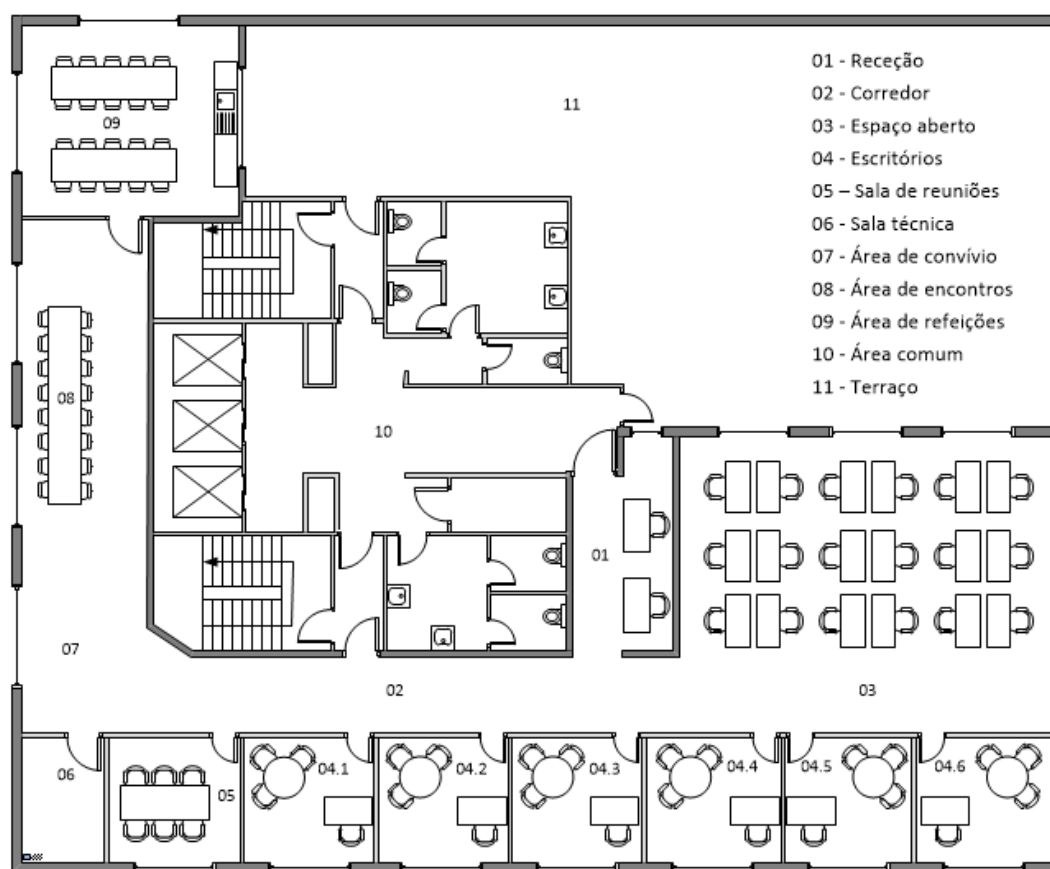 01 - Receção
02 - Corredor
03 - Espaço aberto
04 - Escritórios
05 – Sala de reuniões
06 - Sala técnica
07 - Área de convívio
08 - Área de encontros
09 - Área de refeições
10 - Área comum
11 - Terraço
11
09
08
10
01
07
02
03
06
05
04.1
04.2
04.3
04.4
04.5
04.6